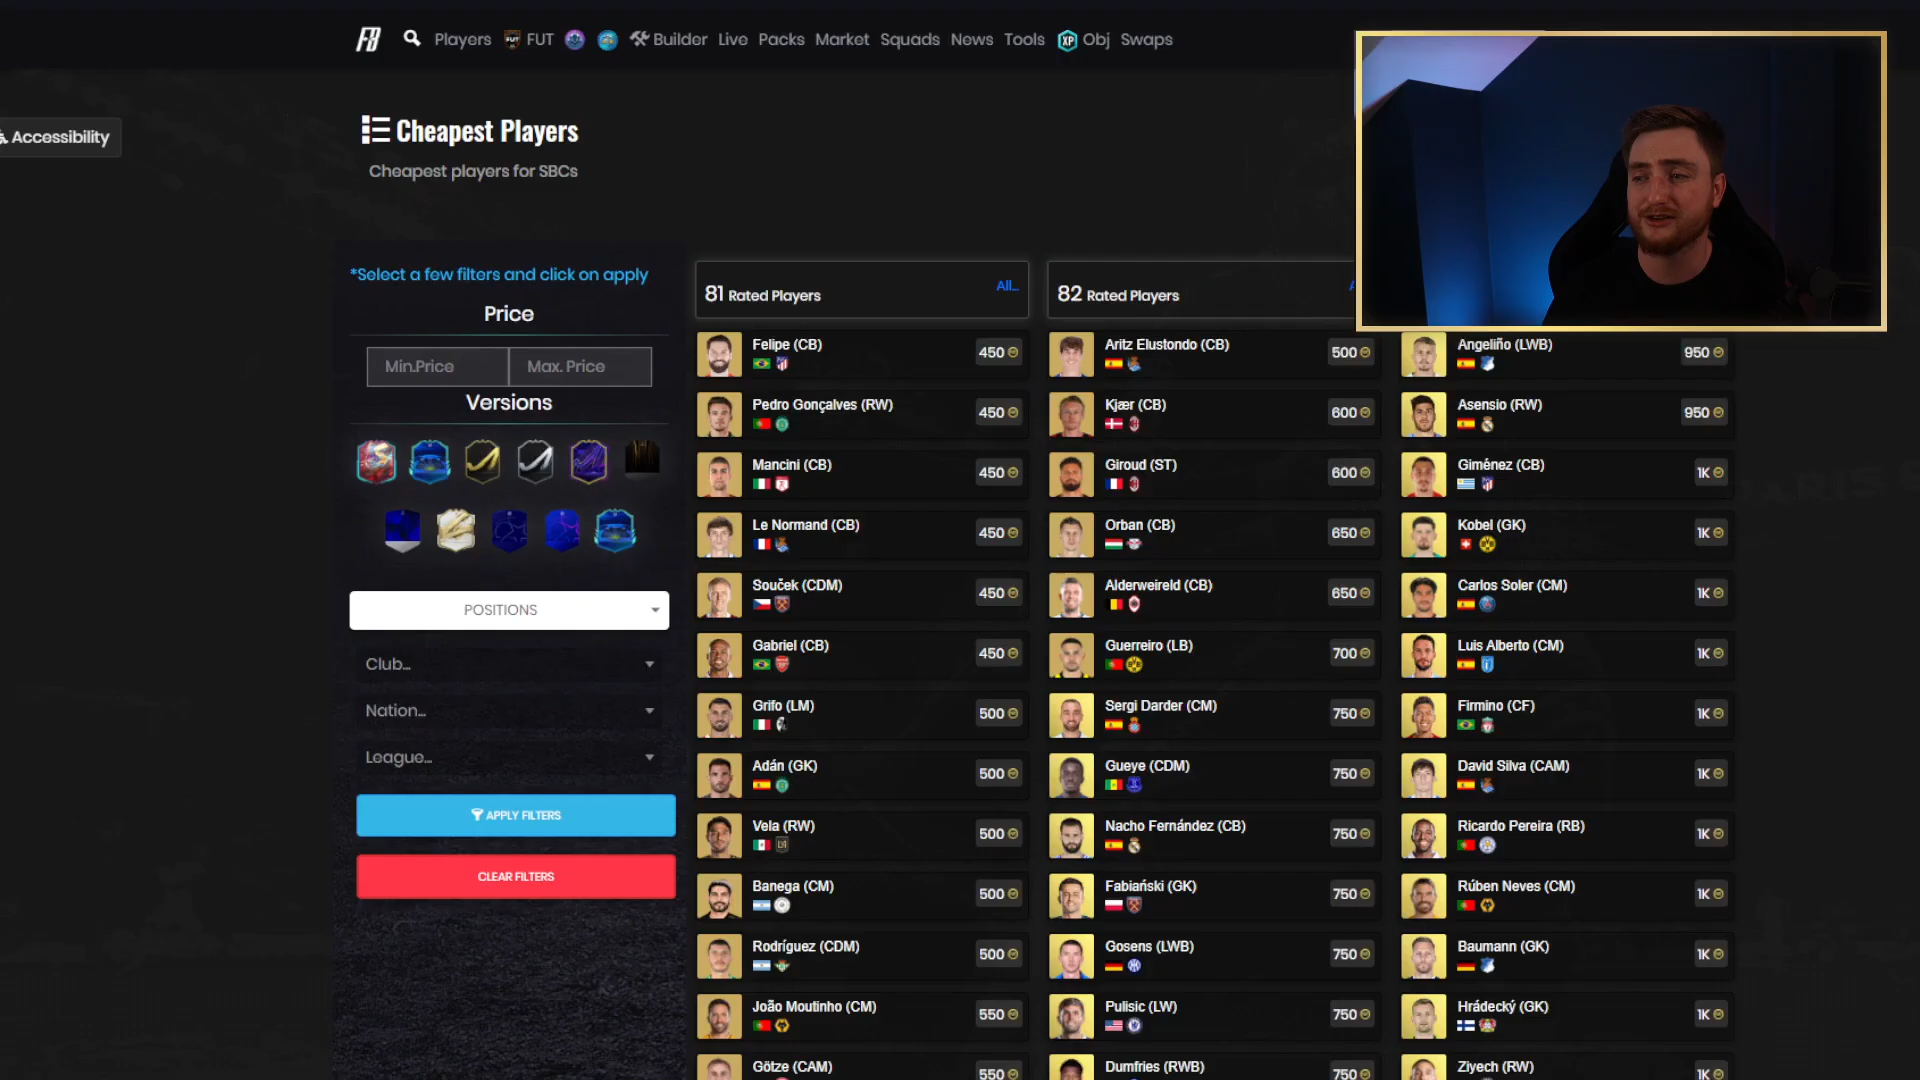 FB Players FUT Builder Live Packs Market Squads News Tools XP Obj Swaps
Accessibility
Cheapest Players
Cheapest players for SBCs
*Select a few filters and click on apply
Price
Min.Price Max. Price
Versions
POSITIONS
Club...
Nation...
League...
APPLY FILTERS
CLEAR FILTERS
81 Rated Players All...
Felipe (CB) 450
Pedro Gonçalves (RW) 450
Mancini (CB) 450
Le Normand (CB) 450
Souček (CDM) 450
Gabriel (CB) 450
Grifo (LM) 500
Adán (GK) 500
Vela (RW) 500
Banega (CM) 500
Rodríguez (CDM) 500
João Moutinho (CM) 550
Götze (CAM) 550
82 Rated Players
Aritz Elustondo (CB) 500
Kjær (CB) 600
Giroud (ST) 600
Orban (CB) 650
Alderweireld (CB) 650
Guerreiro (LB) 700
Sergi Darder (CM) 750
Gueye (CDM) 750
Nacho Fernández (CB) 750
Fabiański (GK) 750
Gosens (LWB) 750
Pulisic (LW) 750
Dumfries (RWB) 750
Angeliño (LWB) 950
Asensio (RW) 950
Giménez (CB) 1K
Kobel (GK) 1K
Carlos Soler (CM) 1K
Luis Alberto (CM) 1K
Firmino (CF) 1K
David Silva (CAM) 1K
Ricardo Pereira (RB) 1K
Rúben Neves (CM) 1K
Baumann (GK) 1K
Hrádecký (GK) 1K
Ziyech (RW) 1K